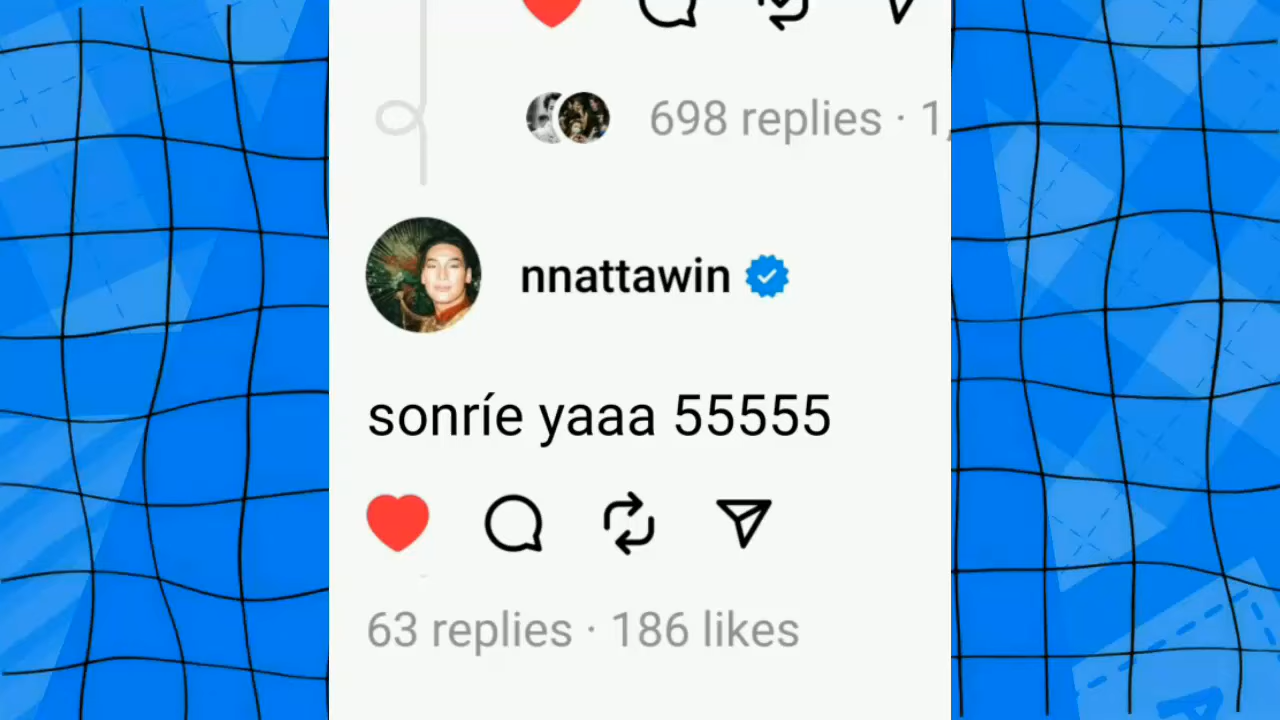 698 replies · 1,
nnattawin
sonríe yaaa 55555
63 replies · 186 likes